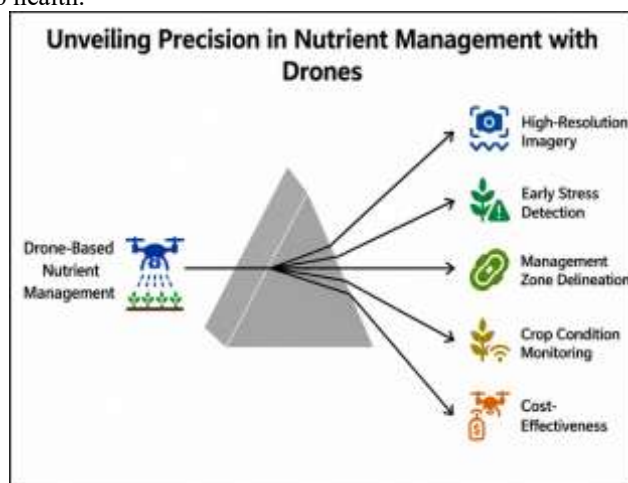 health.
Unveiling Precision in Nutrient Management with
Drones
Drone-Based
Nutrient
Management
High-Resolution
Imagery
Early Stress
Detection
Management
Zone Delineation
Crop Condition
Monitoring
Cost-
Effectiveness
$